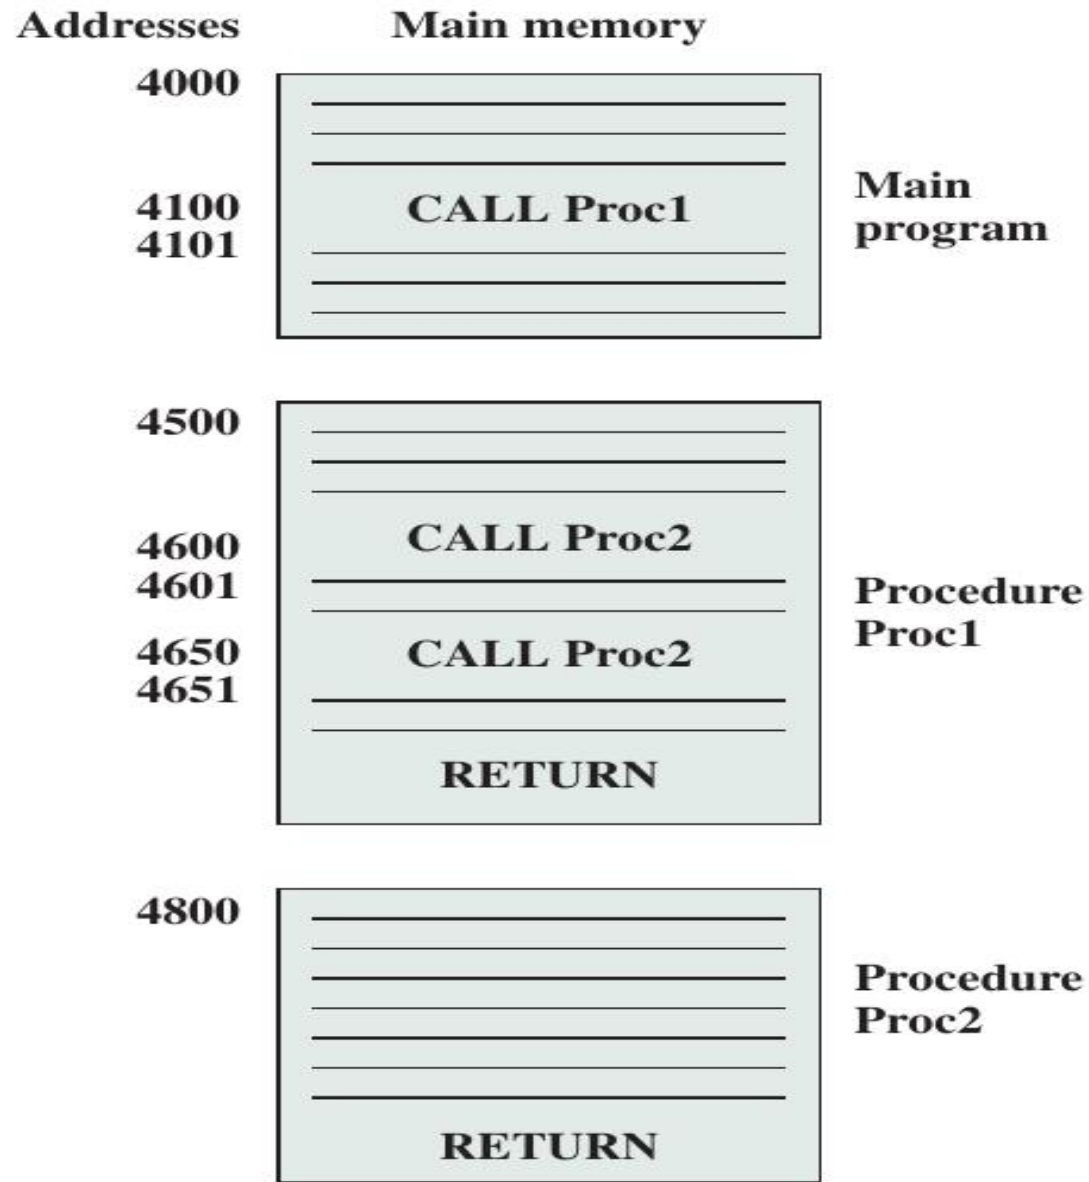 Addresses Main memory
4000
4100 CALL Proc1
4101
Main
program
4500
4600 CALL Proc2
4601
4650 CALL Proc2
4651
RETURN
Procedure
Proc1
4800
RETURN
Procedure
Proc2